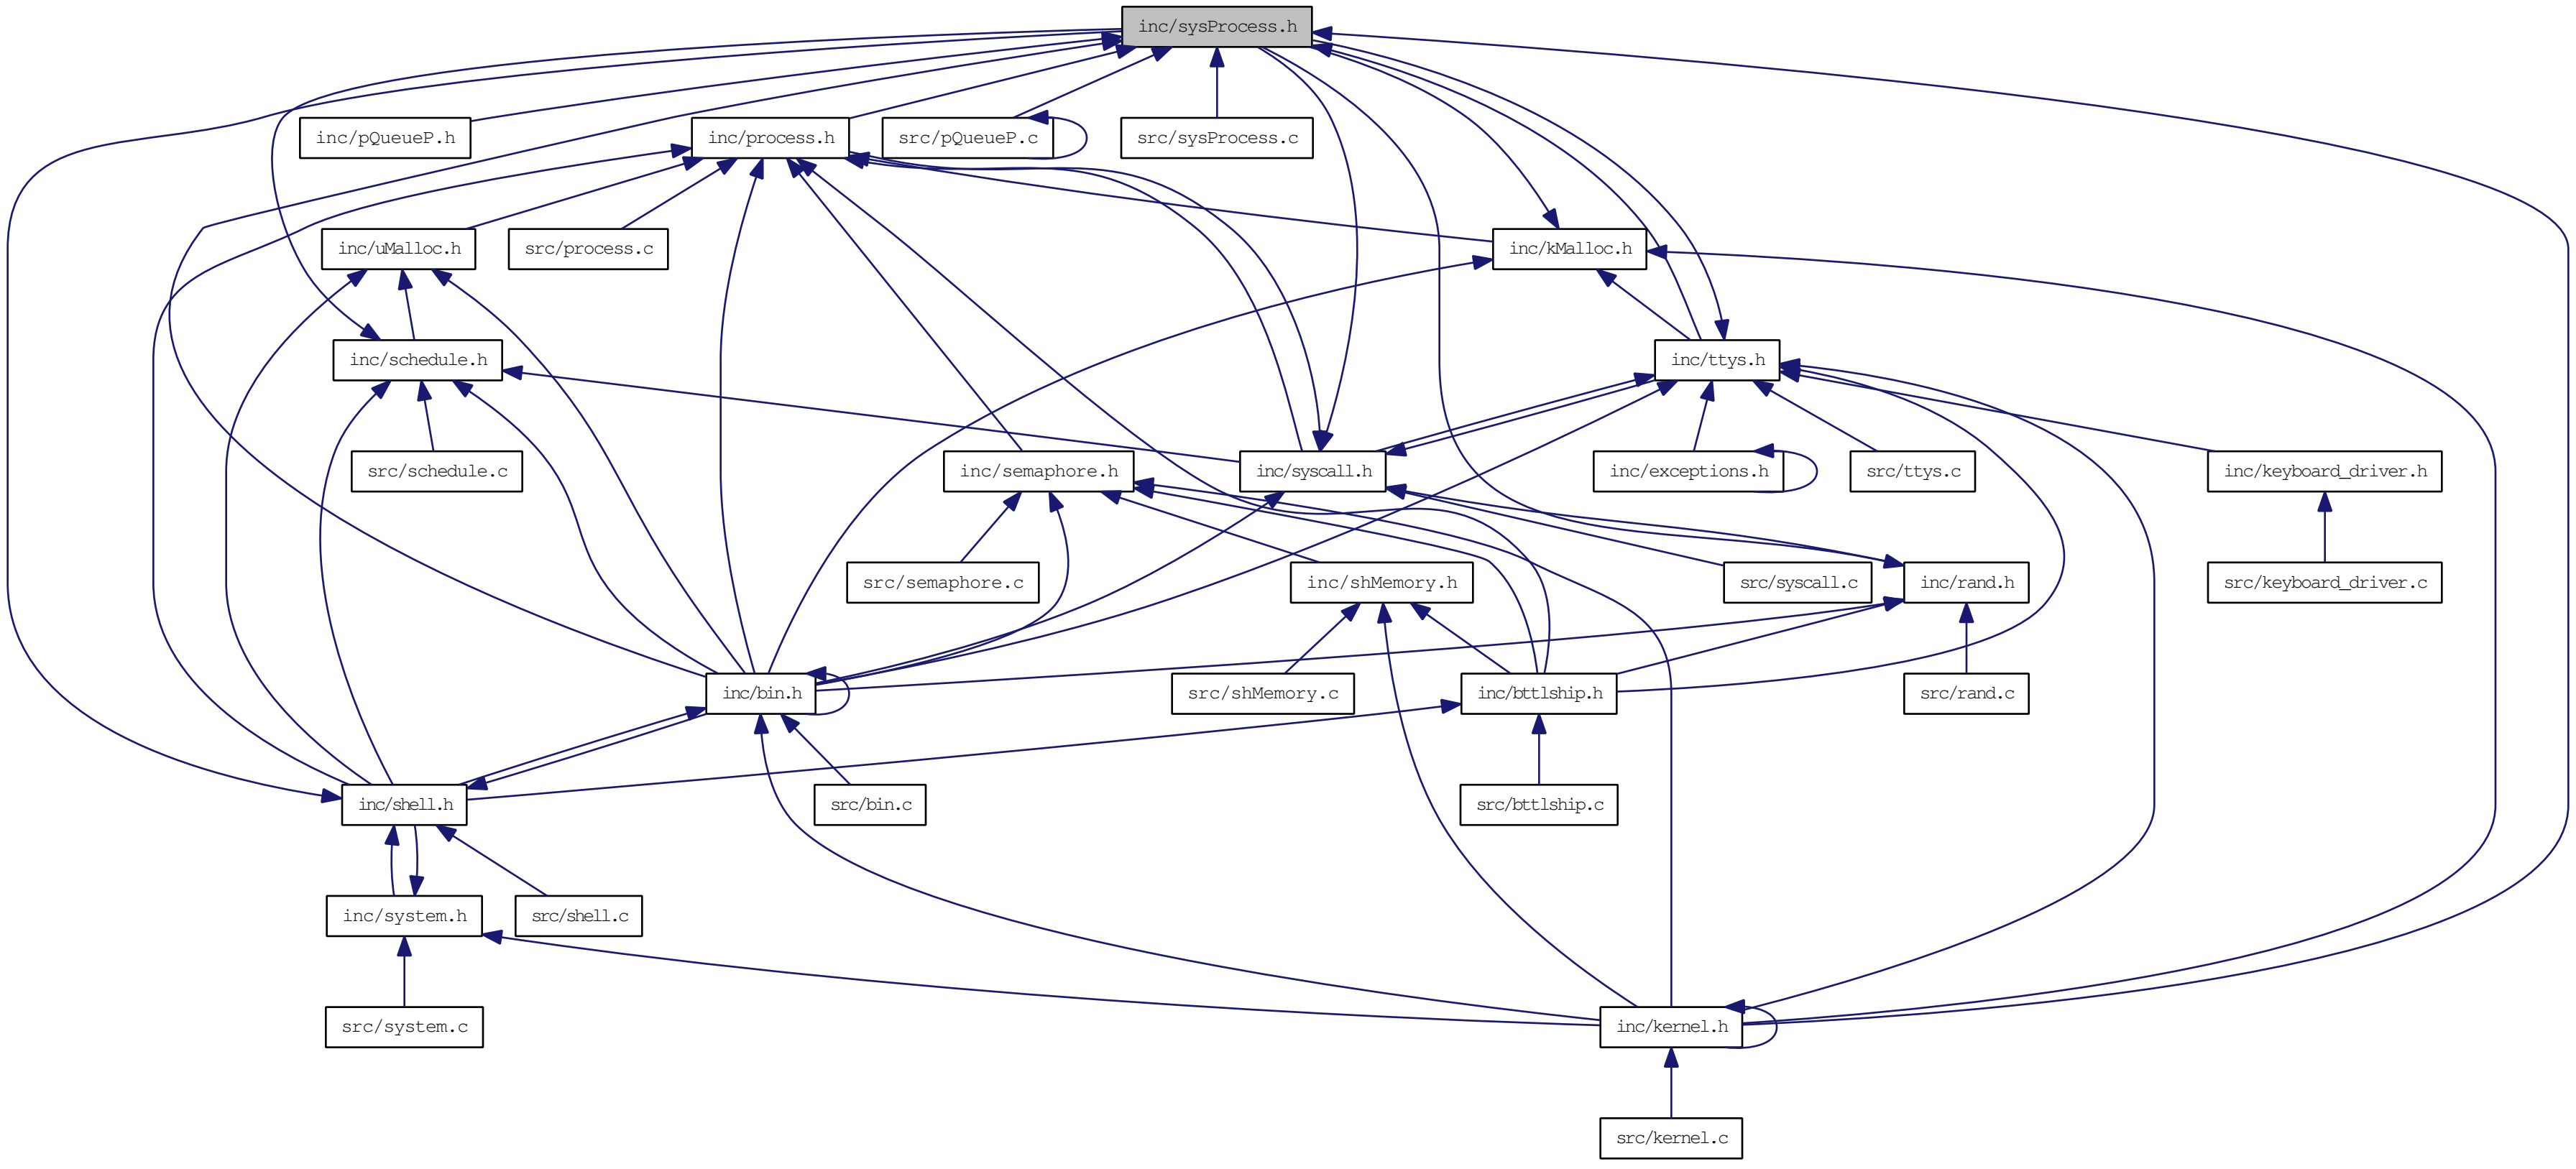 inc/sysProcess.h
inc/pQueueP.h
inc/process.h
src/pQueueP.c
src/sysProcess.c
inc/uMalloc.h
src/process.c
inc/kMalloc.h
inc/schedule.h
inc/ttys.h
src/schedule.c
inc/semaphore.h
inc/syscall.h
inc/exceptions.h
src/ttys.c
inc/keyboard_driver.h
src/semaphore.c
inc/shMemory.h
src/syscall.c
inc/rand.h
src/keyboard_driver.c
inc/bin.h
src/shMemory.c
inc/bttlship.h
src/rand.c
inc/shell.h
src/bin.c
src/bttlship.c
inc/system.h
src/shell.c
src/system.c
inc/kernel.h
src/kernel.c